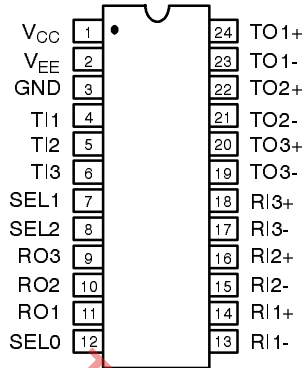 VCC 1 24 TO1+
VEE 2 23 TO1-
GND 3 22 TO2+
TI1 4 21 TO2-
TI2 5 20 TO3+
TI3 6 19 TO3-
SEL1 7 18 RI3+
SEL2 8 17 RI3-
RO3 9 16 RI2+
RO2 10 15 RI2-
RO1 11 14 RI1+
SEL0 12 13 RI1-